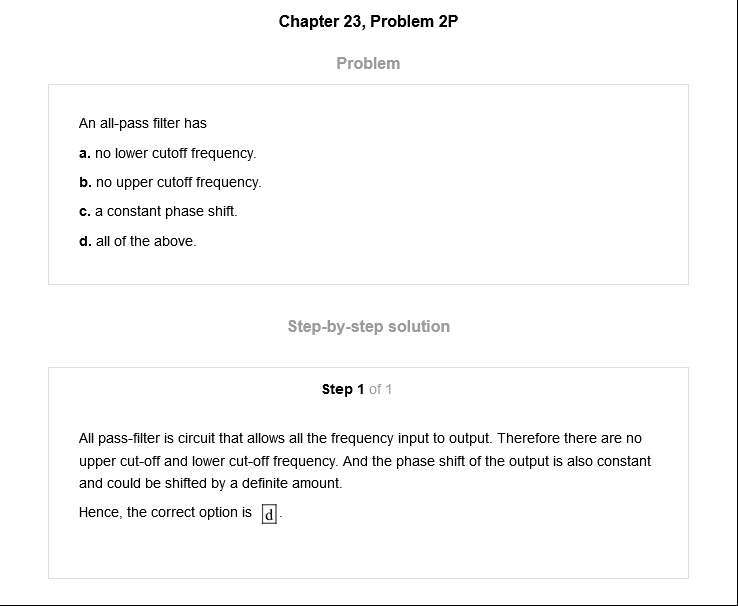 Chapter 23, Problem 2P
Problem
An all-pass filter has
a. no lower cutoff frequency.
b. no upper cutoff frequency.
c. a constant phase shift.
d. all of the above.
Step-by-step solution
Step 1 of 1
All pass-filter is circuit that allows all the frequency input to output. Therefore there are no
upper cut-off and lower cut-off frequency. And the phase shift of the output is also constant
and could be shifted by a definite amount.
Hence, the correct option is d.